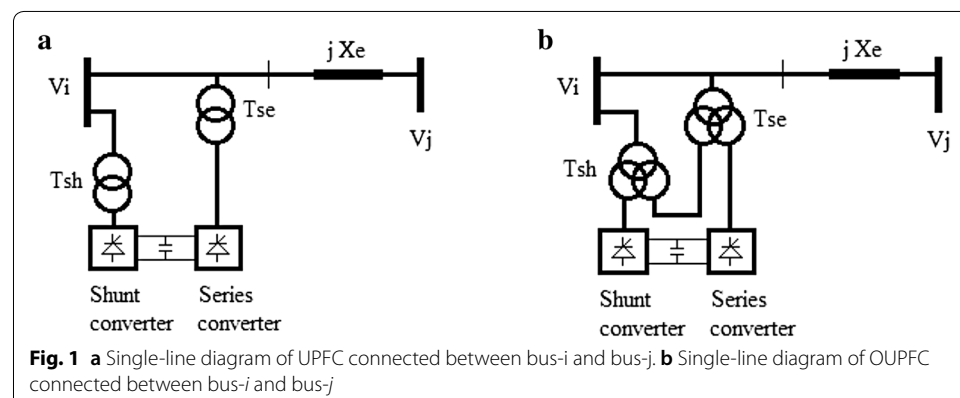 a
b
j Xe
j Xe
Vi
Tse
Vj
Tsh
Vi
Tse
Vj
Tsh
Shunt
converter
Series
converter
Shunt
converter
Series
converter
Fig. 1 a Single-line diagram of UPFC connected between bus-i and bus-j. b Single-line diagram of OUPFC
connected between bus-i and bus-j